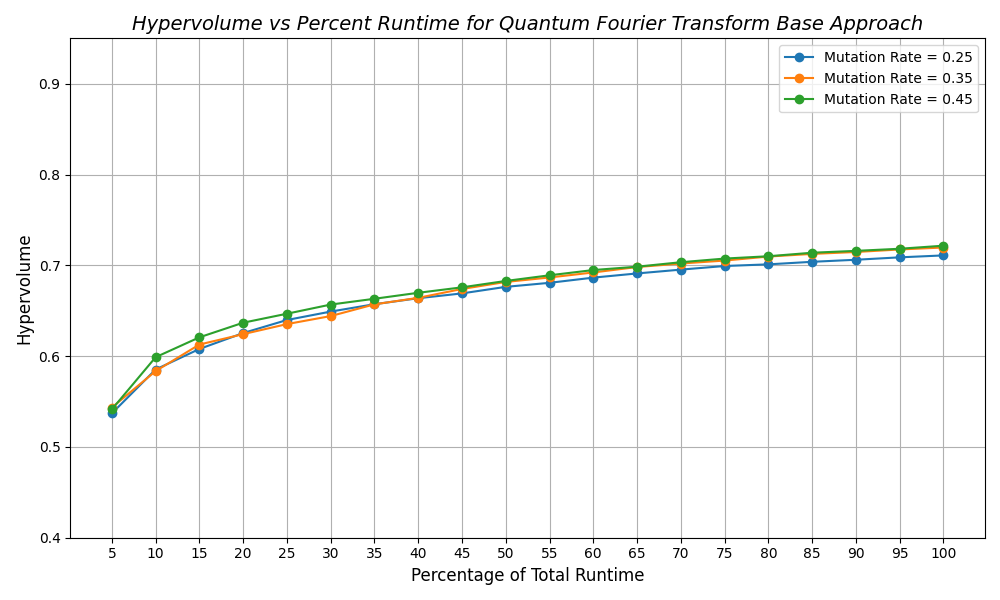 Hypervolume vs Percent Runtime for Quantum Fourier Transform Base Approach
Mutation Rate = 0.25
Mutation Rate = 0.35
Mutation Rate = 0.45
Hypervolume
0.9
0.8
0.7
0.6
0.5
0.4
5 10 15 20 25 30 35 40 45 50 55 60 65 70 75 80 85 90 95 100
Percentage of Total Runtime